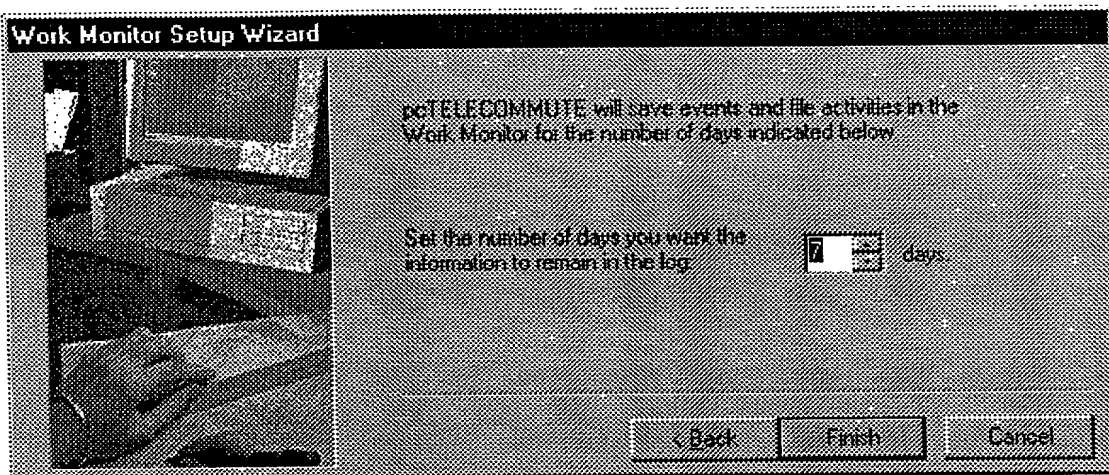 Work Monitor Setup Wizard
pcTELECOMMUTE will save events and file activities in the
Work Monitor for the number of days indicated below.
Set the number of days you want the
information to remain in the log:
7 days.
< Back Finish Cancel